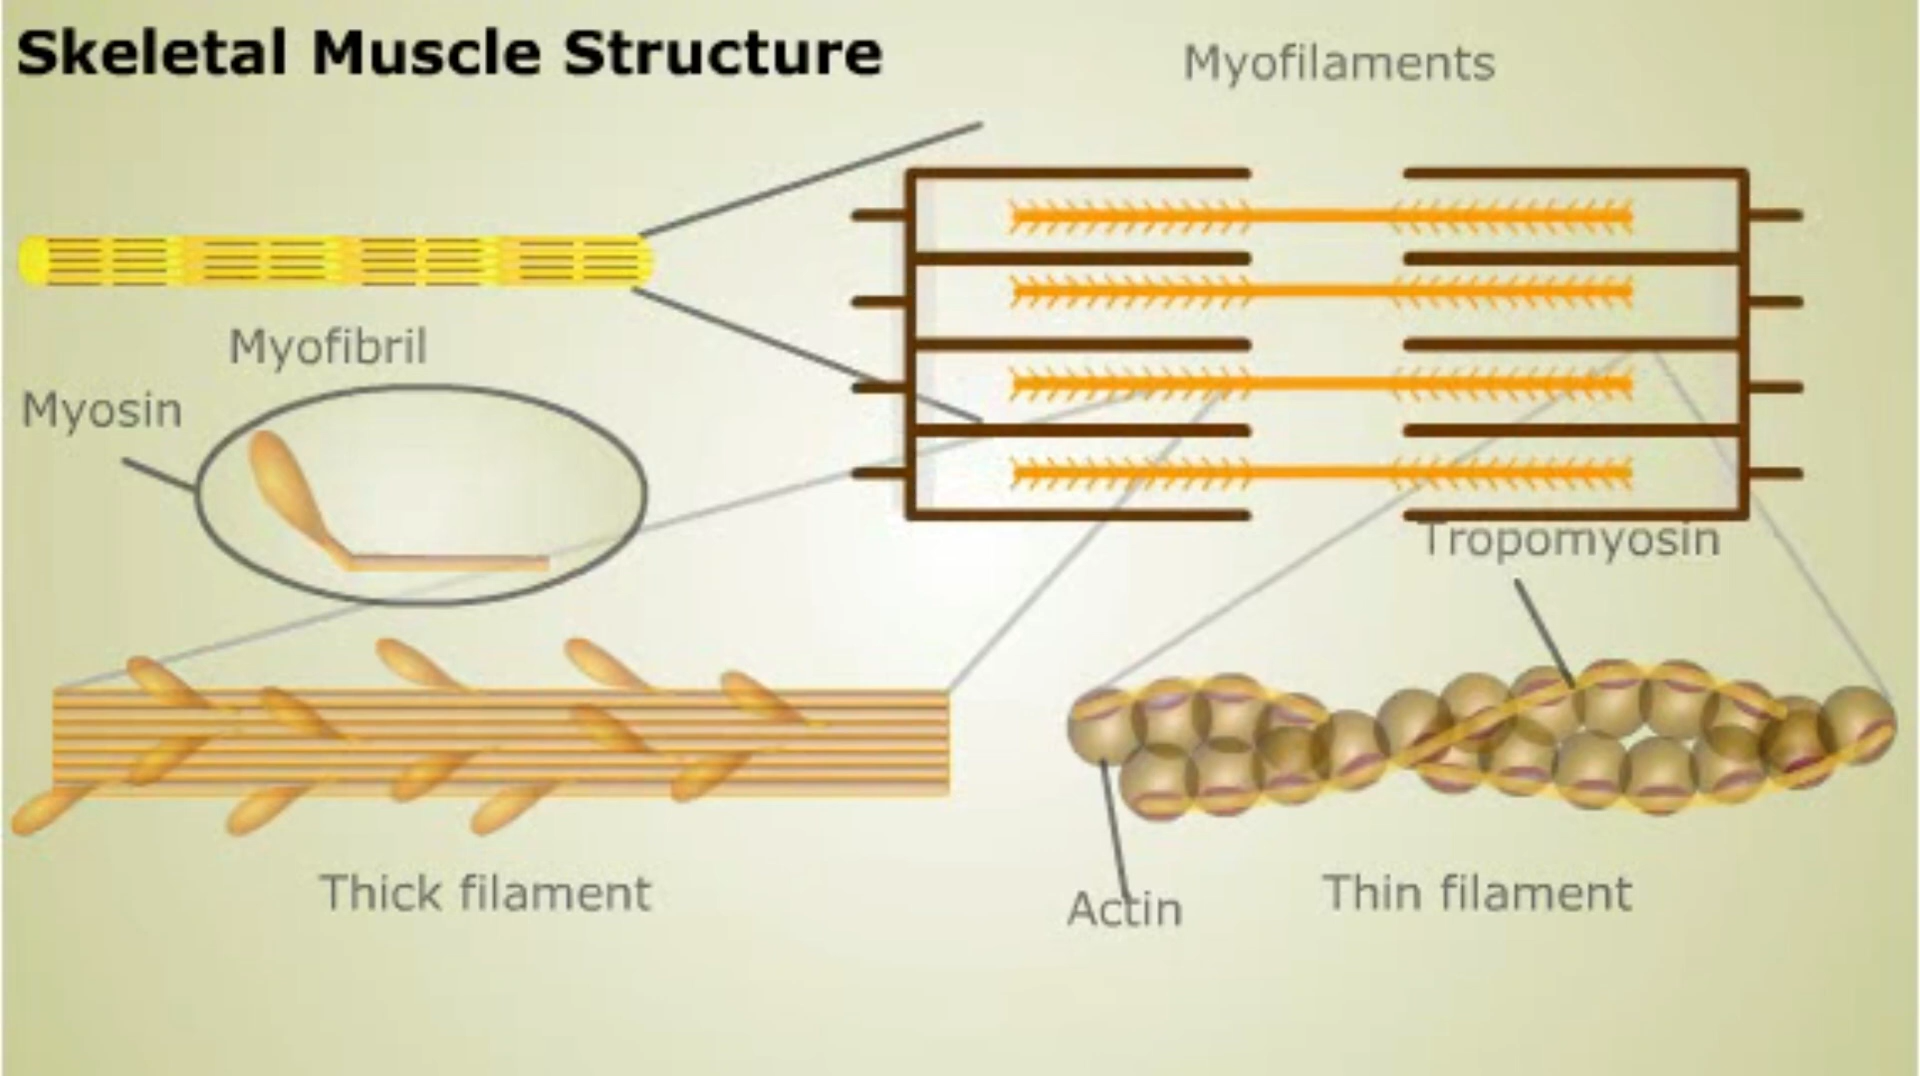 Skeletal Muscle Structure
Myofilaments
Myofibril
Myosin
Tropomyosin
Thick filament
Actin
Thin filament